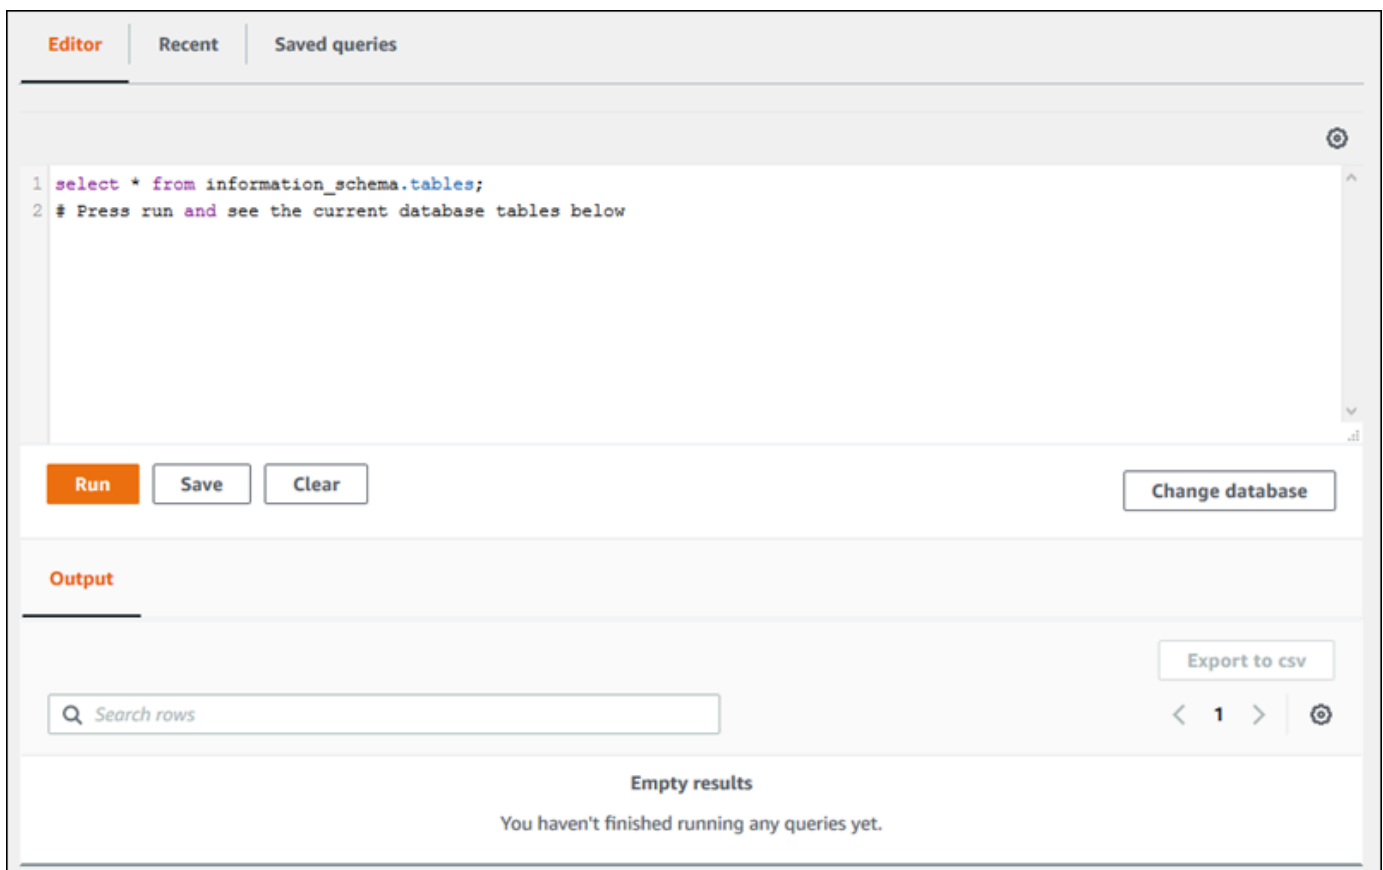 Editor Recent Saved queries
1 select * from information_schema.tables;
2 # Press run and see the current database tables below
Run Save Clear Change database
Output
Export to csv
Search rows 1
Empty results
You haven't finished running any queries yet.